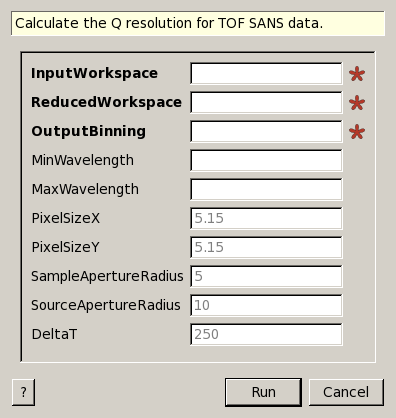 Calculate the Q resolution for TOF SANS data.
InputWorkspace *
ReducedWorkspace *
OutputBinning *
MinWavelength
MaxWavelength
PixelSizeX 5.15
PixelSizeY 5.15
SampleApertureRadius 5
SourceApertureRadius 10
DeltaT 250
? Run Cancel